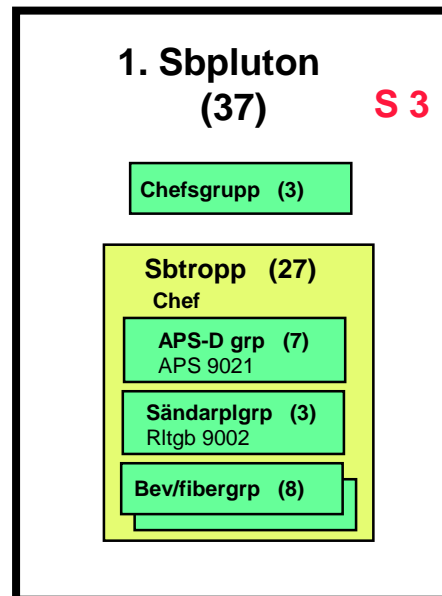 1. Sbpluton
(37)
S 3
Chefsgrupp (3)
Sbtropp (27)
Chef
APS-D grp (7)
APS 9021
Sändarplgrp (3)
Rltgb 9002
Bev/fibergrp (8)